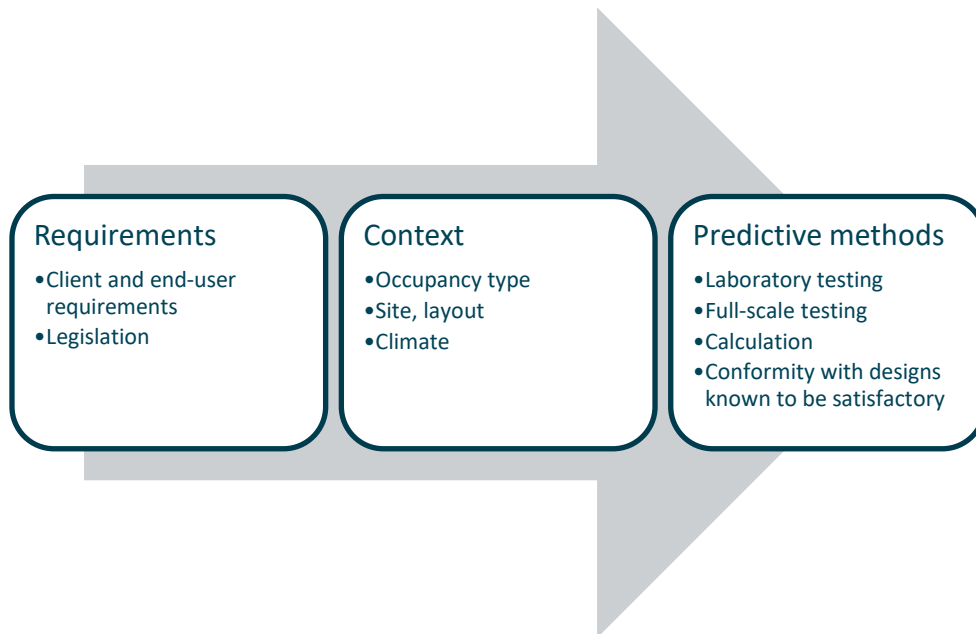 Requirements
•Client and end-user
requirements
•Legislation
Context
•Occupancy type
•Site, layout
•Climate
Predictive methods
•Laboratory testing
•Full-scale testing
•Calculation
•Conformity with designs
known to be satisfactory